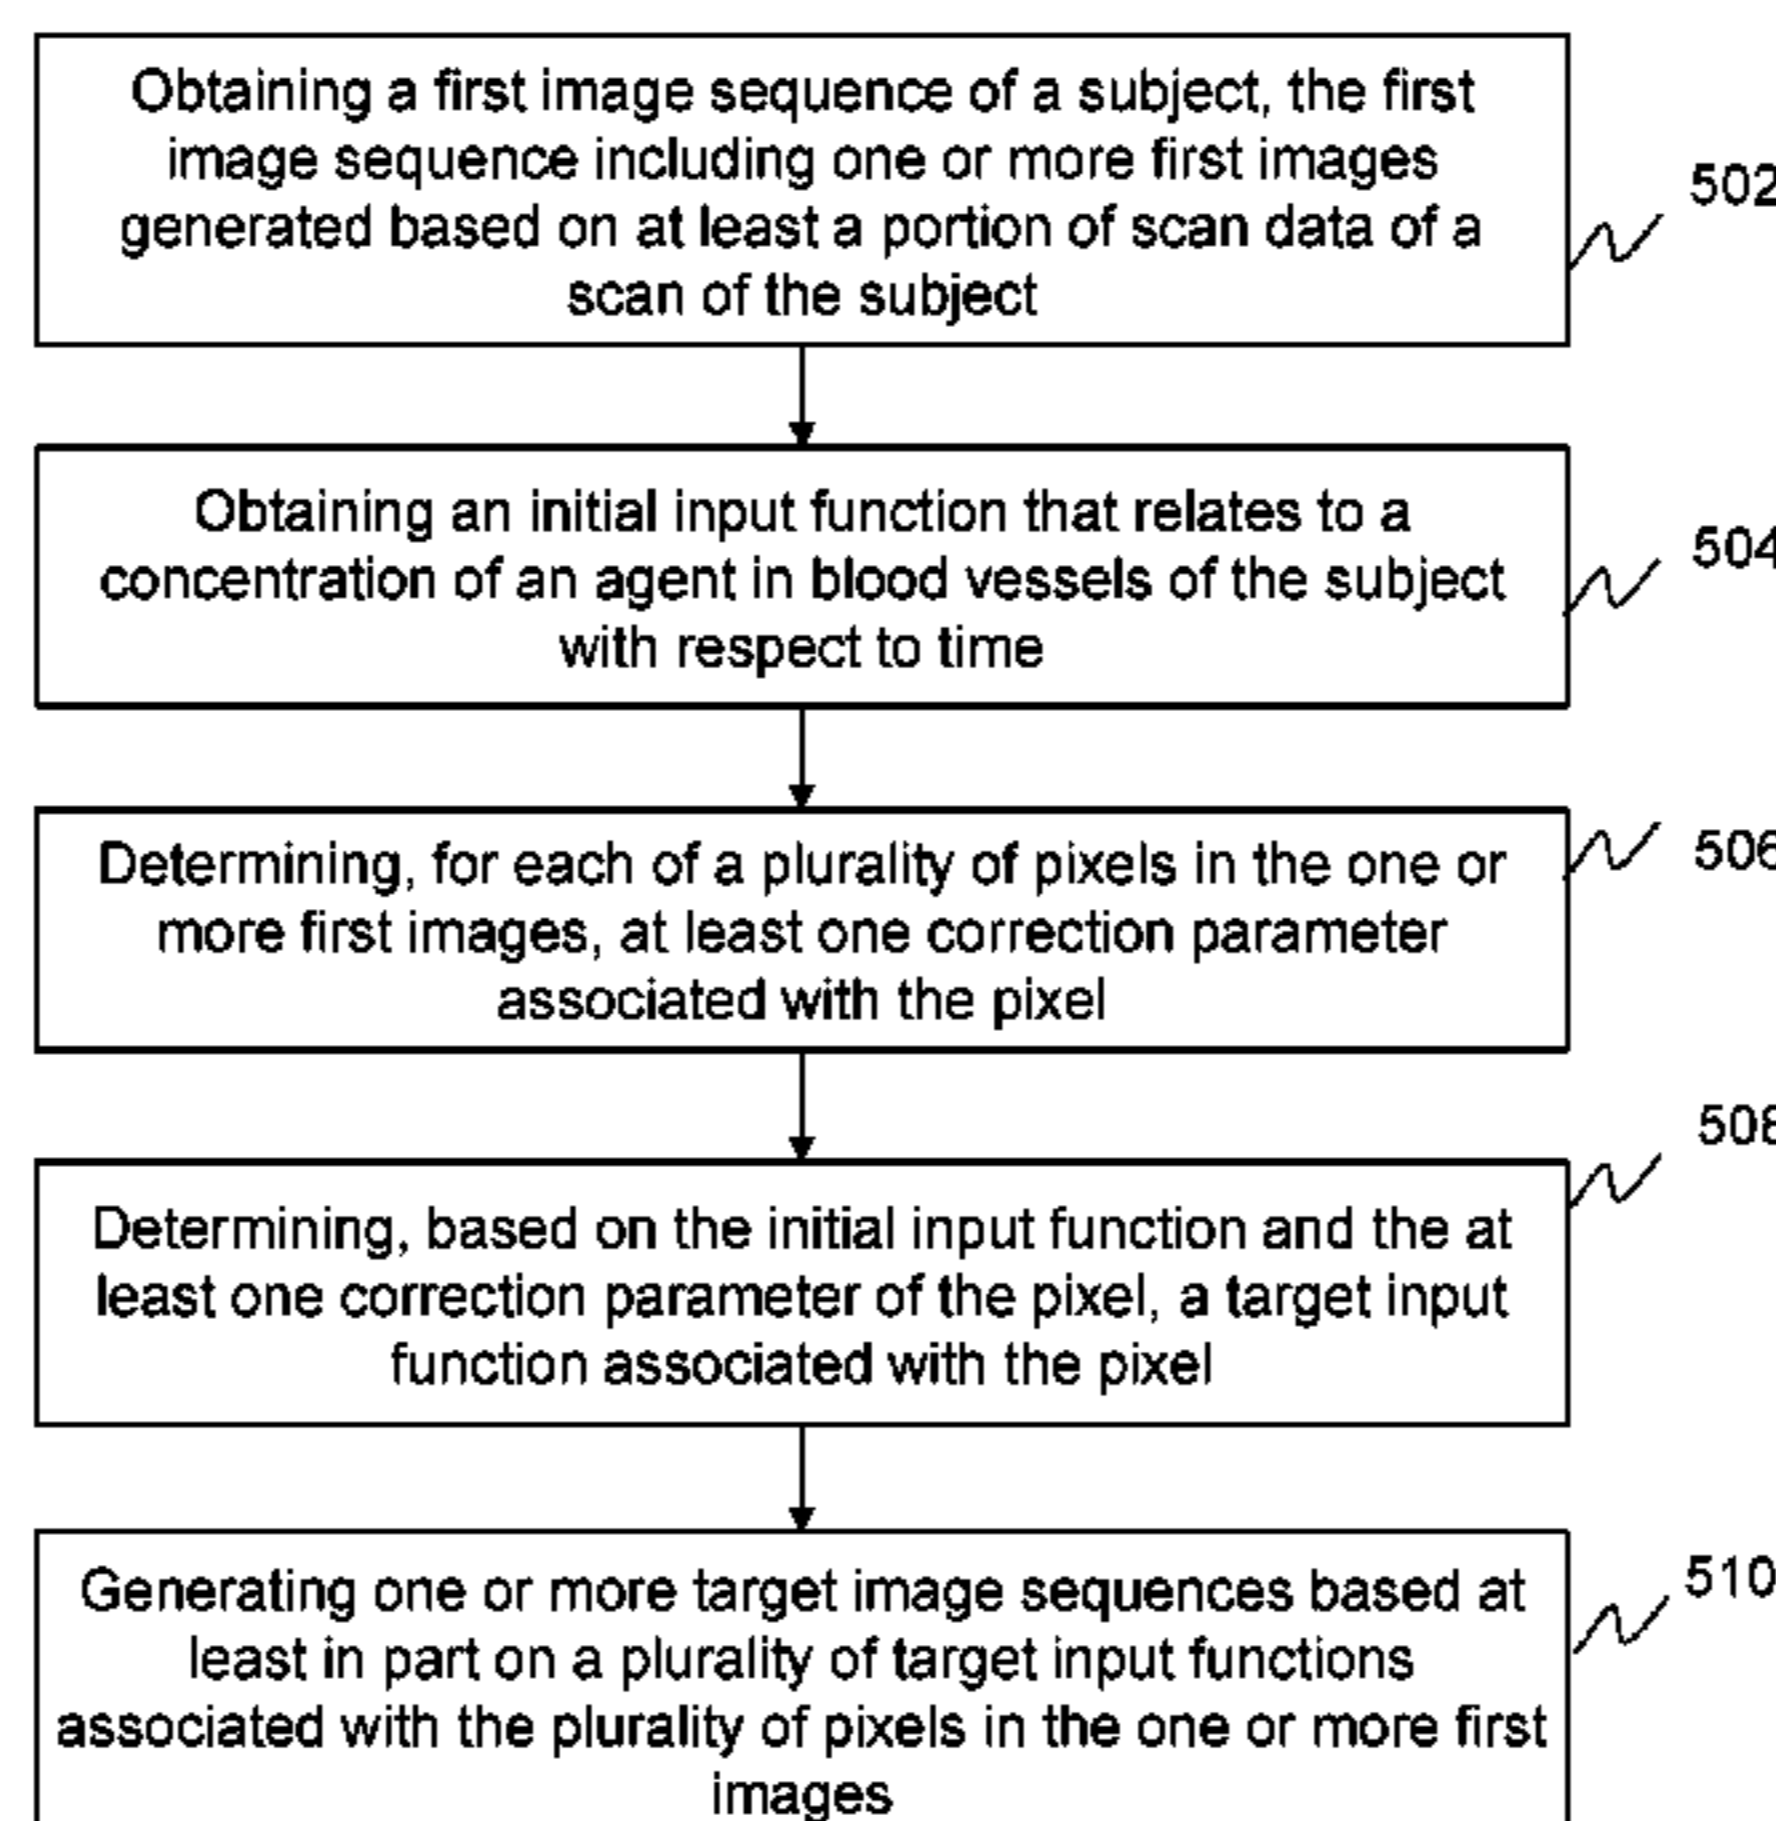 Obtaining a first image sequence of a subject, the first
image sequence including one or more first images
generated based on at least a portion of scan data of a
scan of the subject
502
Obtaining an initial input function that relates to a
concentration of an agent in blood vessels of the subject
with respect to time
504
Determining, for each of a plurality of pixels in the one or
more first images, at least one correction parameter
associated with the pixel
506
508
Determining, based on the initial input function and the at
least one correction parameter of the pixel, a target input
function associated with the pixel
Generating one or more target image sequences based at
least in part on a plurality of target input functions
associated with the plurality of pixels in the one or more first
images
510